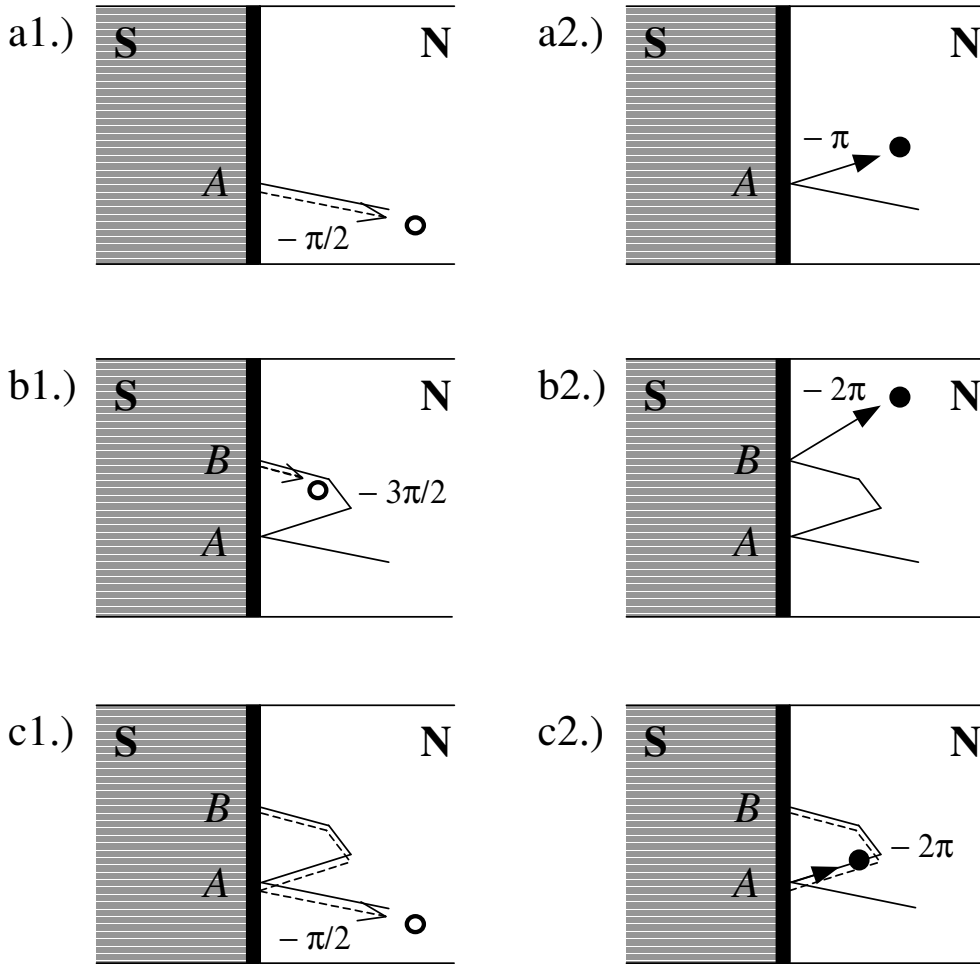 a1.) S N a2.) S N
− π
A A
− π/2
b1.) S N b2.) S − 2π N
B B
− 3π/2
A A
c1.) S N c2.) S N
B B
− 2π
A A
− π/2